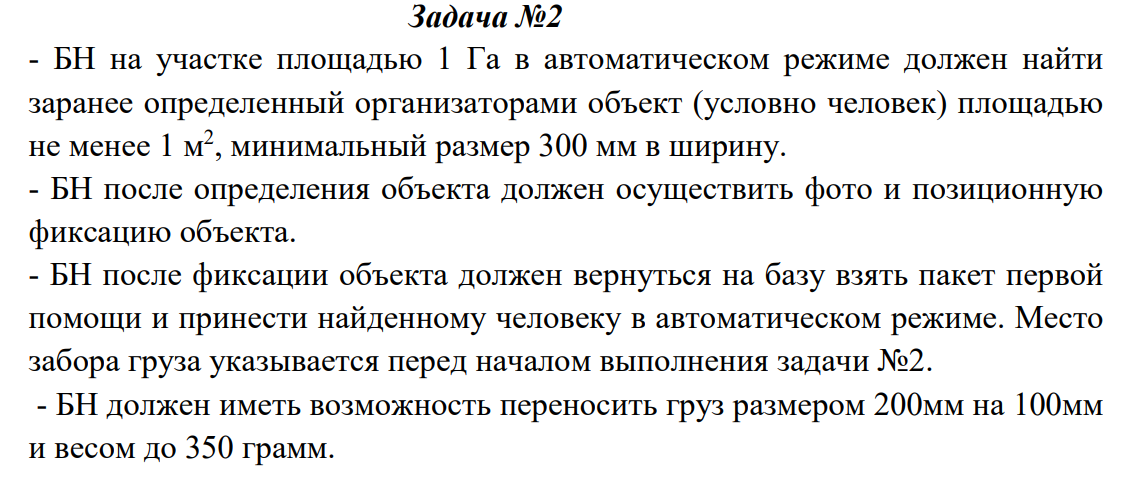 Задача №2
- БН на участке площадью 1 Га в автоматическом режиме должен найти
заранее определенный организаторами объект (условно человек) площадью
не менее 1 м², минимальный размер 300 мм в ширину.
- БН после определения объекта должен осуществить фото и позиционную
фиксацию объекта.
- БН после фиксации объекта должен вернуться на базу взять пакет первой
помощи и принести найденному человеку в автоматическом режиме. Место
забора груза указывается перед началом выполнения задачи №2.
- БН должен иметь возможность переносить груз размером 200мм на 100мм
и весом до 350 грамм.